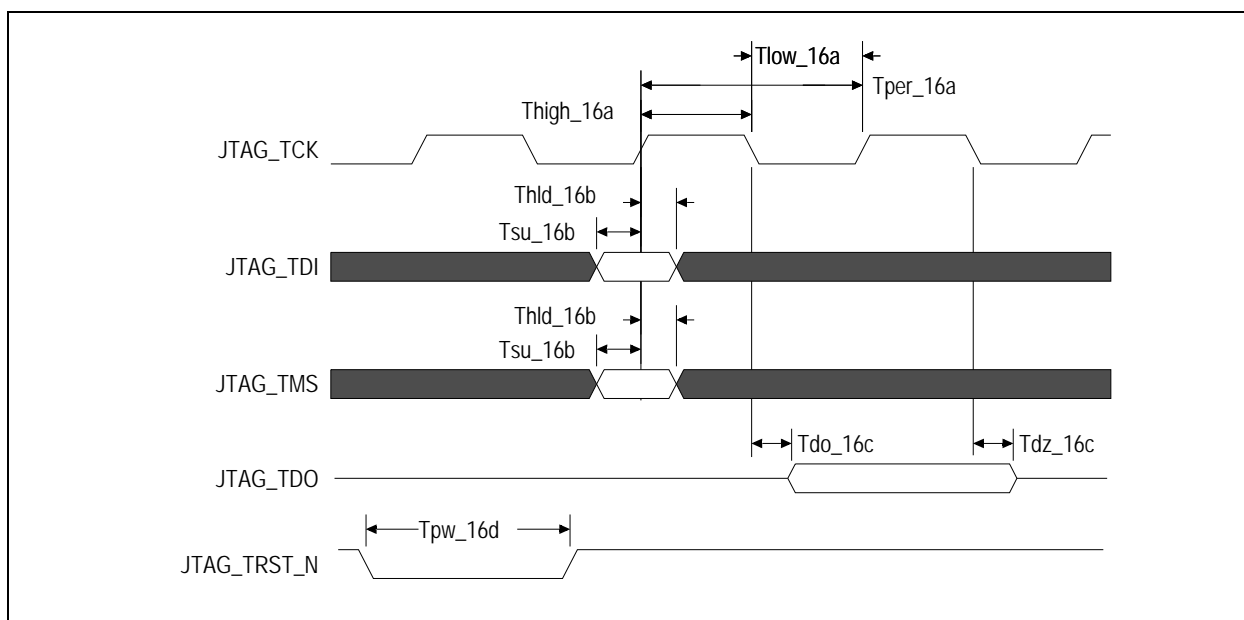 Tlow_16a
Tper_16a
Thigh_16a
JTAG_TCK
Thld_16b
Tsu_16b
JTAG_TDI
Thld_16b
Tsu_16b
JTAG_TMS
Tdo_16c
Tdz_16c
JTAG_TDO
Tpw_16d
JTAG_TRST_N